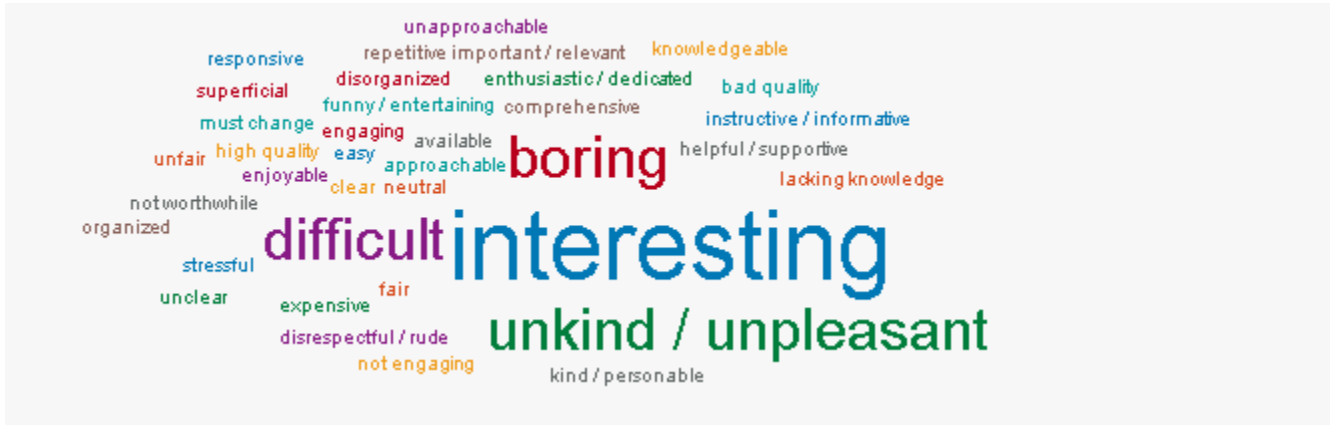 unapproachable
responsive
repetitive important / relevant
knowledgeable
superficial
disorganized
enthusiastic / dedicated
bad quality
funny / entertaining
comprehensive
must change
engaging
available
instructive / informative
unfair
high quality
easy
approachable
boring
helpful / supportive
enjoyable
clear
neutral
lacking knowledge
not worthwhile
organized
difficult
interesting
stressful
unclear
expensive
fair
disrespectful / rude
unkind / unpleasant
not engaging
kind / personable